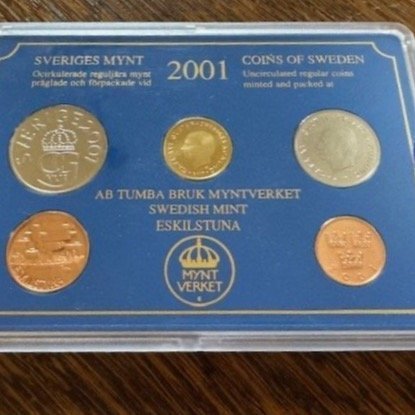 SVERIGES MYNT
Ocirkulerade reguljära mynt
präglade och förpackade vid
2001
COINS OF SWEDEN
Uncirculated regular coins
minted and packed at
AB TUMBA BRUK MYNTVERKET
SWEDISH MINT
ESKILSTUNA
MYNT
VERKET